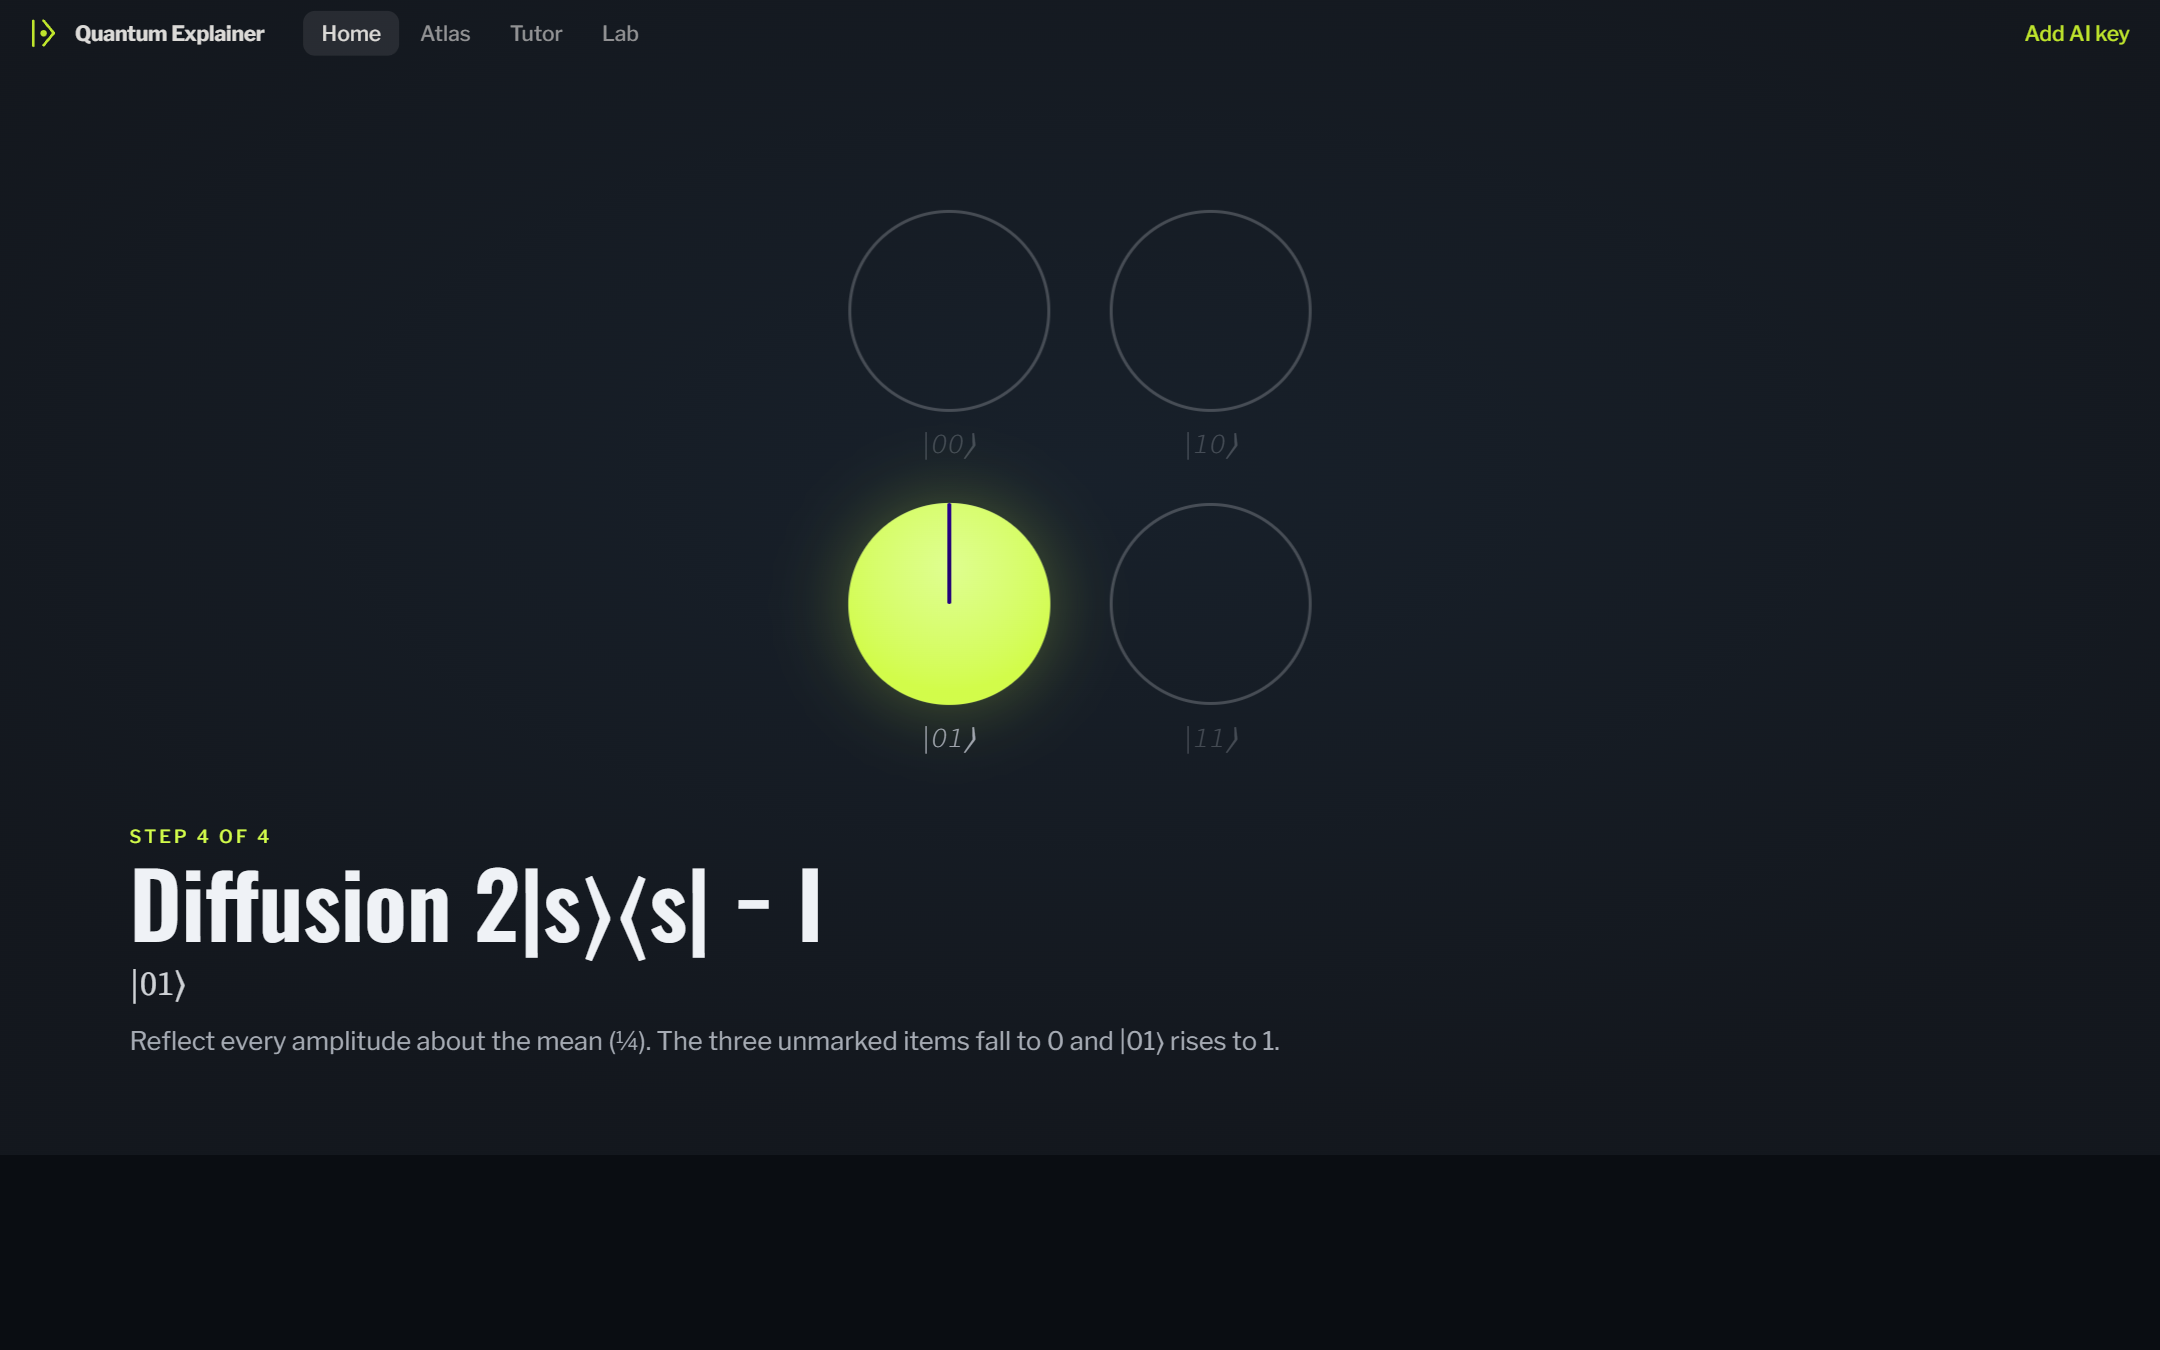 Quantum Explainer
Home
Atlas
Tutor
Lab
Add AI key
|00⟩
|10⟩
|01⟩
|11⟩
STEP 4 OF 4
Diffusion 2|s⟩⟨s| − I
|01⟩
Reflect every amplitude about the mean (¼). The three unmarked items fall to 0 and |01⟩ rises to 1.